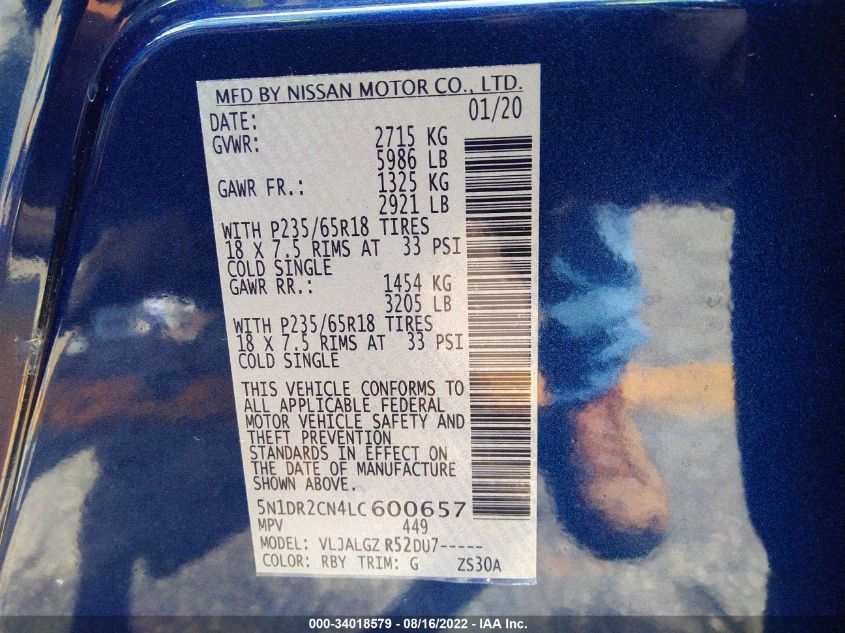 MFD BY NISSAN MOTOR CO., LTD.
DATE: 01/20
GVWR: 2715 KG
5986 LB
GAWR FR.: 1325 KG
2921 LB
WITH P235/65R18 TIRES
18 X 7.5 RIMS AT 33 PSI
COLD SINGLE
GAWR RR.: 1454 KG
3205 LB
WITH P235/65R18 TIRES
18 X 7.5 RIMS AT 33 PSI
COLD SINGLE
THIS VEHICLE CONFORMS TO
ALL APPLICABLE FEDERAL
MOTOR VEHICLE SAFETY AND
THEFT PREVENTION
STANDARDS IN EFFECT ON
THE DATE OF MANUFACTURE
SHOWN ABOVE.
5N1DR2CN4LC600657
MPV 449
MODEL: VLJALGZ R52DU7-----
COLOR: RBY TRIM: G ZS30A
000-34018579 - 08/16/2022 - IAA Inc.